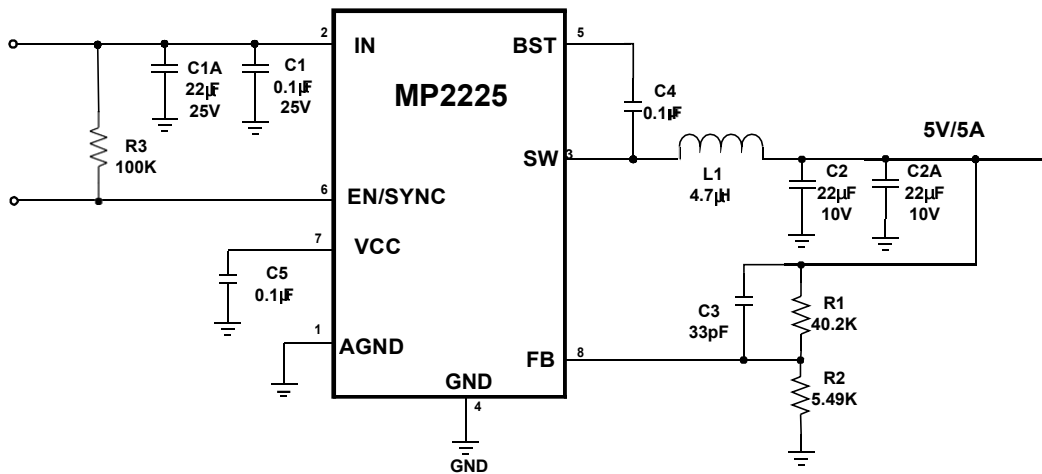 2
IN
BST
5
C1A
22µF
25V
C1
0.1µF
25V
MP2225
C4
0.1µF
R3
100K
SW
3
5V/5A
L1
4.7µH
C2
22µF
10V
C2A
22µF
10V
6
EN/SYNC
7
VCC
C5
0.1µF
C3
33pF
R1
40.2K
1
AGND
FB
8
GND
4
R2
5.49K
GND